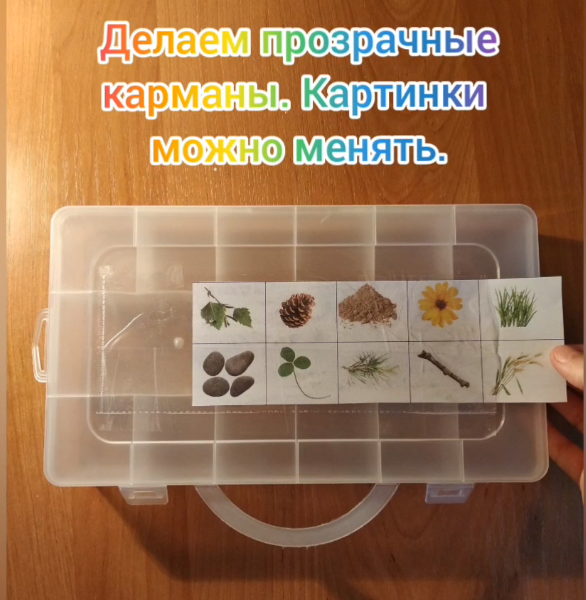 Делаем прозрачные
карманы. Картинки
можно менять.